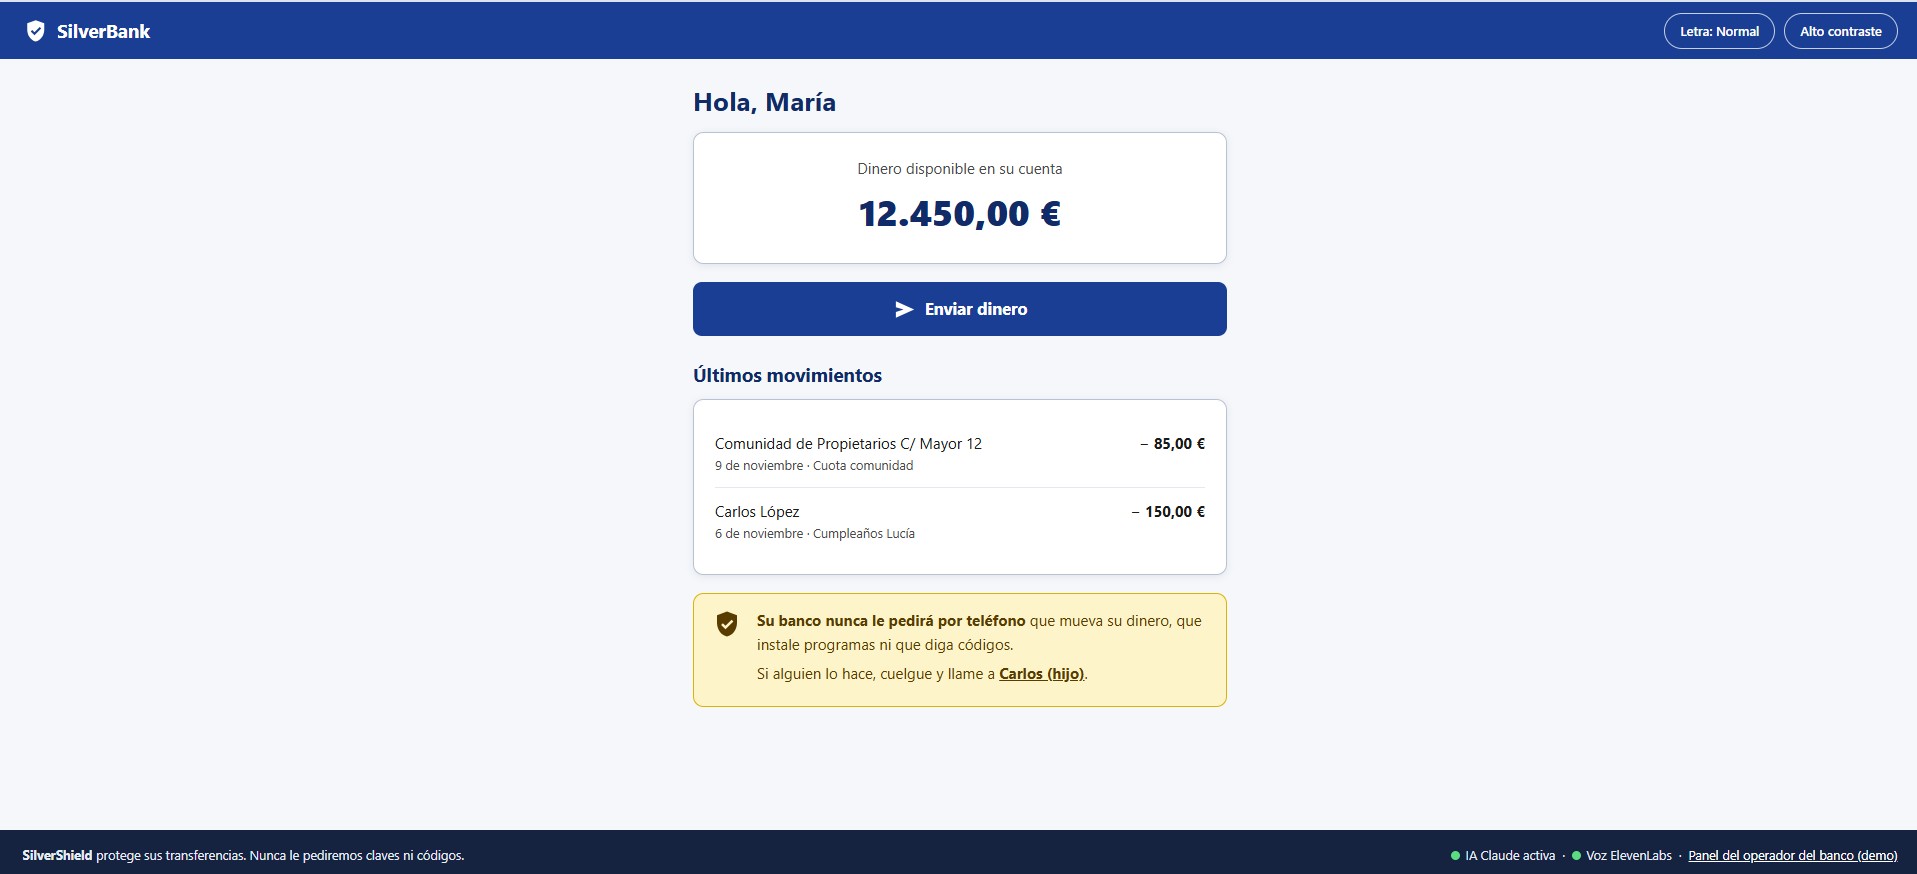 SilverBank
Letra: Normal
Alto contraste
Hola, María
Dinero disponible en su cuenta
12.450,00 €
Enviar dinero
Últimos movimientos
Comunidad de Propietarios C/ Mayor 12
− 85,00 €
9 de noviembre · Cuota comunidad
Carlos López
− 150,00 €
6 de noviembre · Cumpleaños Lucía
Su banco nunca le pedirá por teléfono que mueva su dinero, que
instale programas ni que diga códigos.
Si alguien lo hace, cuelgue y llame a Carlos (hijo).
SilverShield protege sus transferencias. Nunca le pediremos claves ni códigos.
IA Claude activa · Voz ElevenLabs · Panel del operador del banco (demo)